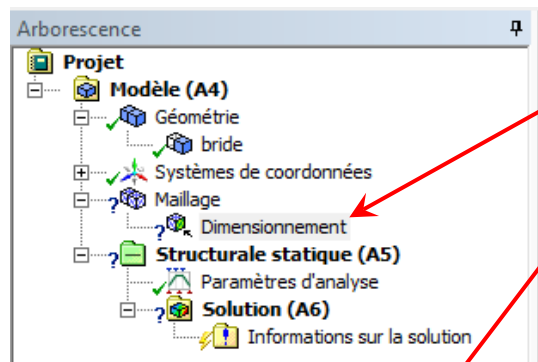 Arborescence
Projet
Modèle (A4)
Géométrie
bride
Systèmes de coordonnées
Maillage
Dimensionnement
Structurale statique (A5)
Paramètres d'analyse
Solution (A6)
Informations sur la solution